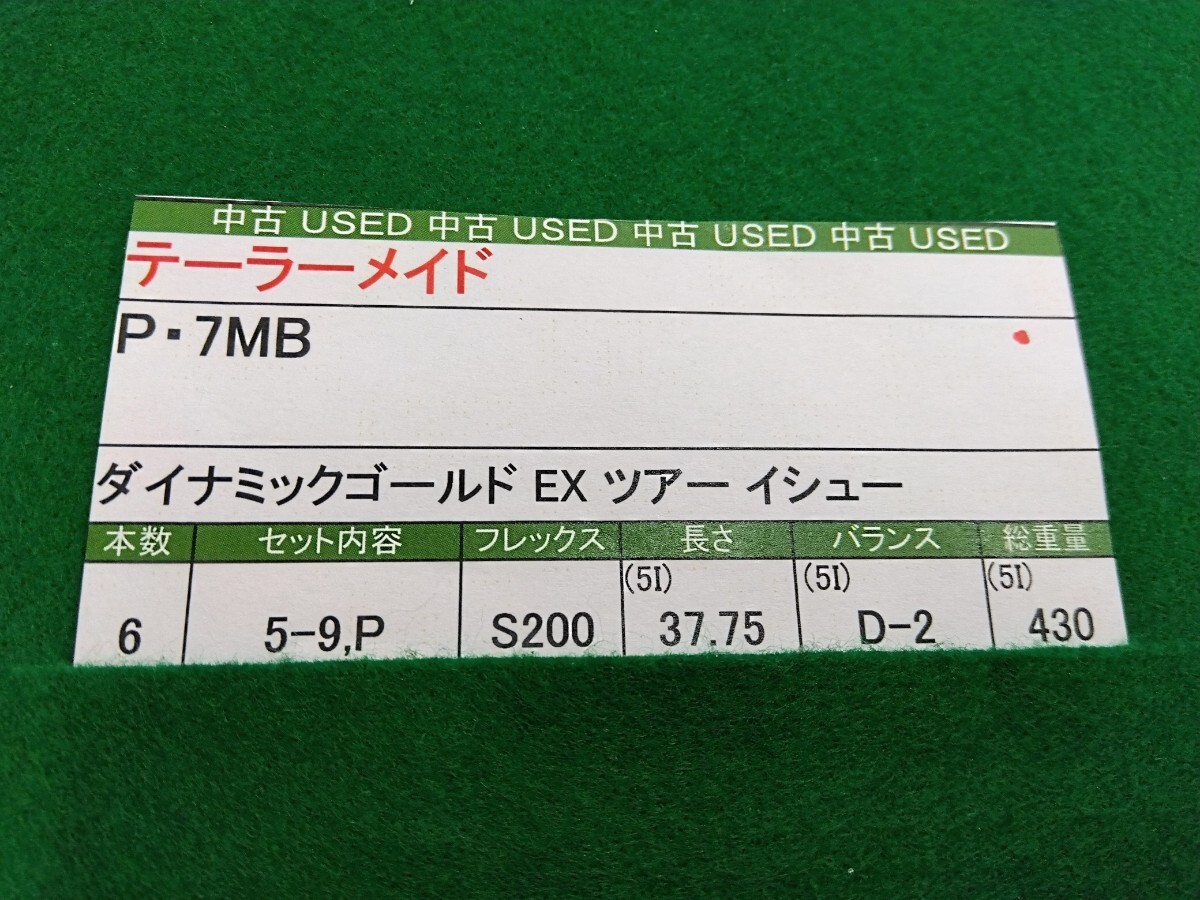 中古 USED 中古 USED 中古 USED 中古 USED
テーラーメイド
P・7MB
ダイナミックゴールド EX ツアー イシュー
本数 セット内容 フレックス 長さ バランス 総重量
(5I) (5I) (5I)
6 5-9,P S200 37.75 D-2 430